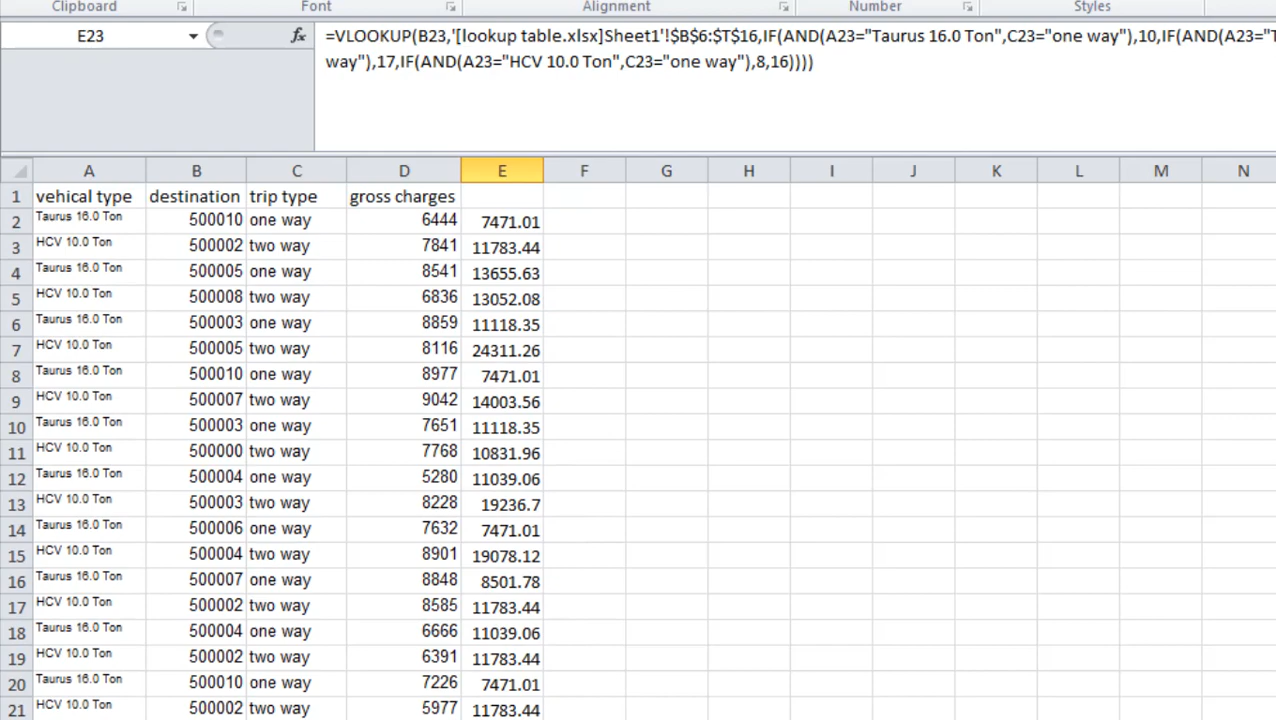 Clipboard Font Alignment Number Styles
E23 fx =VLOOKUP(B23,'[lookup table.xlsx]Sheet1'!$B$6:$T$16,IF(AND(A23="Taurus 16.0 Ton",C23="one way"),10,IF(AND(A23="T
way"),17,IF(AND(A23="HCV 10.0 Ton",C23="one way"),8,16))))
A B C D E F G H I J K L M N
1 vehical type destination trip type gross charges
2 Taurus 16.0 Ton 500010 one way 6444 7471.01
3 HCV 10.0 Ton 500002 two way 7841 11783.44
4 Taurus 16.0 Ton 500005 one way 8541 13655.63
5 HCV 10.0 Ton 500008 two way 6836 13052.08
6 Taurus 16.0 Ton 500003 one way 8859 11118.35
7 HCV 10.0 Ton 500005 two way 8116 24311.26
8 Taurus 16.0 Ton 500010 one way 8977 7471.01
9 HCV 10.0 Ton 500007 two way 9042 14003.56
10 Taurus 16.0 Ton 500003 one way 7651 11118.35
11 HCV 10.0 Ton 500000 two way 7768 10831.96
12 Taurus 16.0 Ton 500004 one way 5280 11039.06
13 HCV 10.0 Ton 500003 two way 8228 19236.7
14 Taurus 16.0 Ton 500006 one way 7632 7471.01
15 HCV 10.0 Ton 500004 two way 8901 19078.12
16 Taurus 16.0 Ton 500007 one way 8848 8501.78
17 HCV 10.0 Ton 500002 two way 8585 11783.44
18 Taurus 16.0 Ton 500004 one way 6666 11039.06
19 HCV 10.0 Ton 500002 two way 6391 11783.44
20 Taurus 16.0 Ton 500010 one way 7226 7471.01
21 HCV 10.0 Ton 500002 two way 5977 11783.44